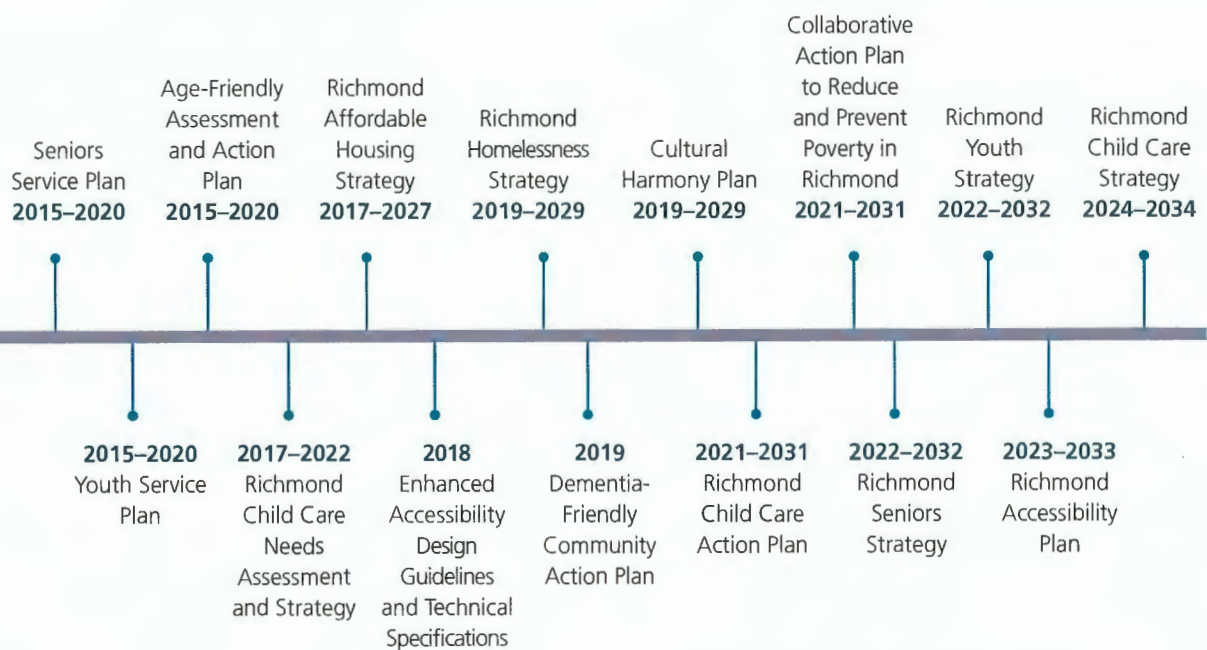 Seniors
Service Plan
2015–2020
Age-Friendly
Assessment
and Action
Plan
2015–2020
Richmond
Affordable
Housing
Strategy
2017–2027
Richmond
Homelessness
Strategy
2019–2029
Cultural
Harmony Plan
2019–2029
Collaborative
Action Plan
to Reduce
and Prevent
Poverty in
Richmond
2021–2031
Richmond
Youth
Strategy
2022–2032
Richmond
Child Care
Strategy
2024–2034
2015–2020
Youth Service
Plan
2017–2022
Richmond
Child Care
Needs
Assessment
and Strategy
2018
Enhanced
Accessibility
Design
Guidelines
and Technical
Specifications
2019
Dementia-
Friendly
Community
Action Plan
2021–2031
Richmond
Child Care
Action Plan
2022–2032
Richmond
Seniors
Strategy
2023–2033
Richmond
Accessibility
Plan